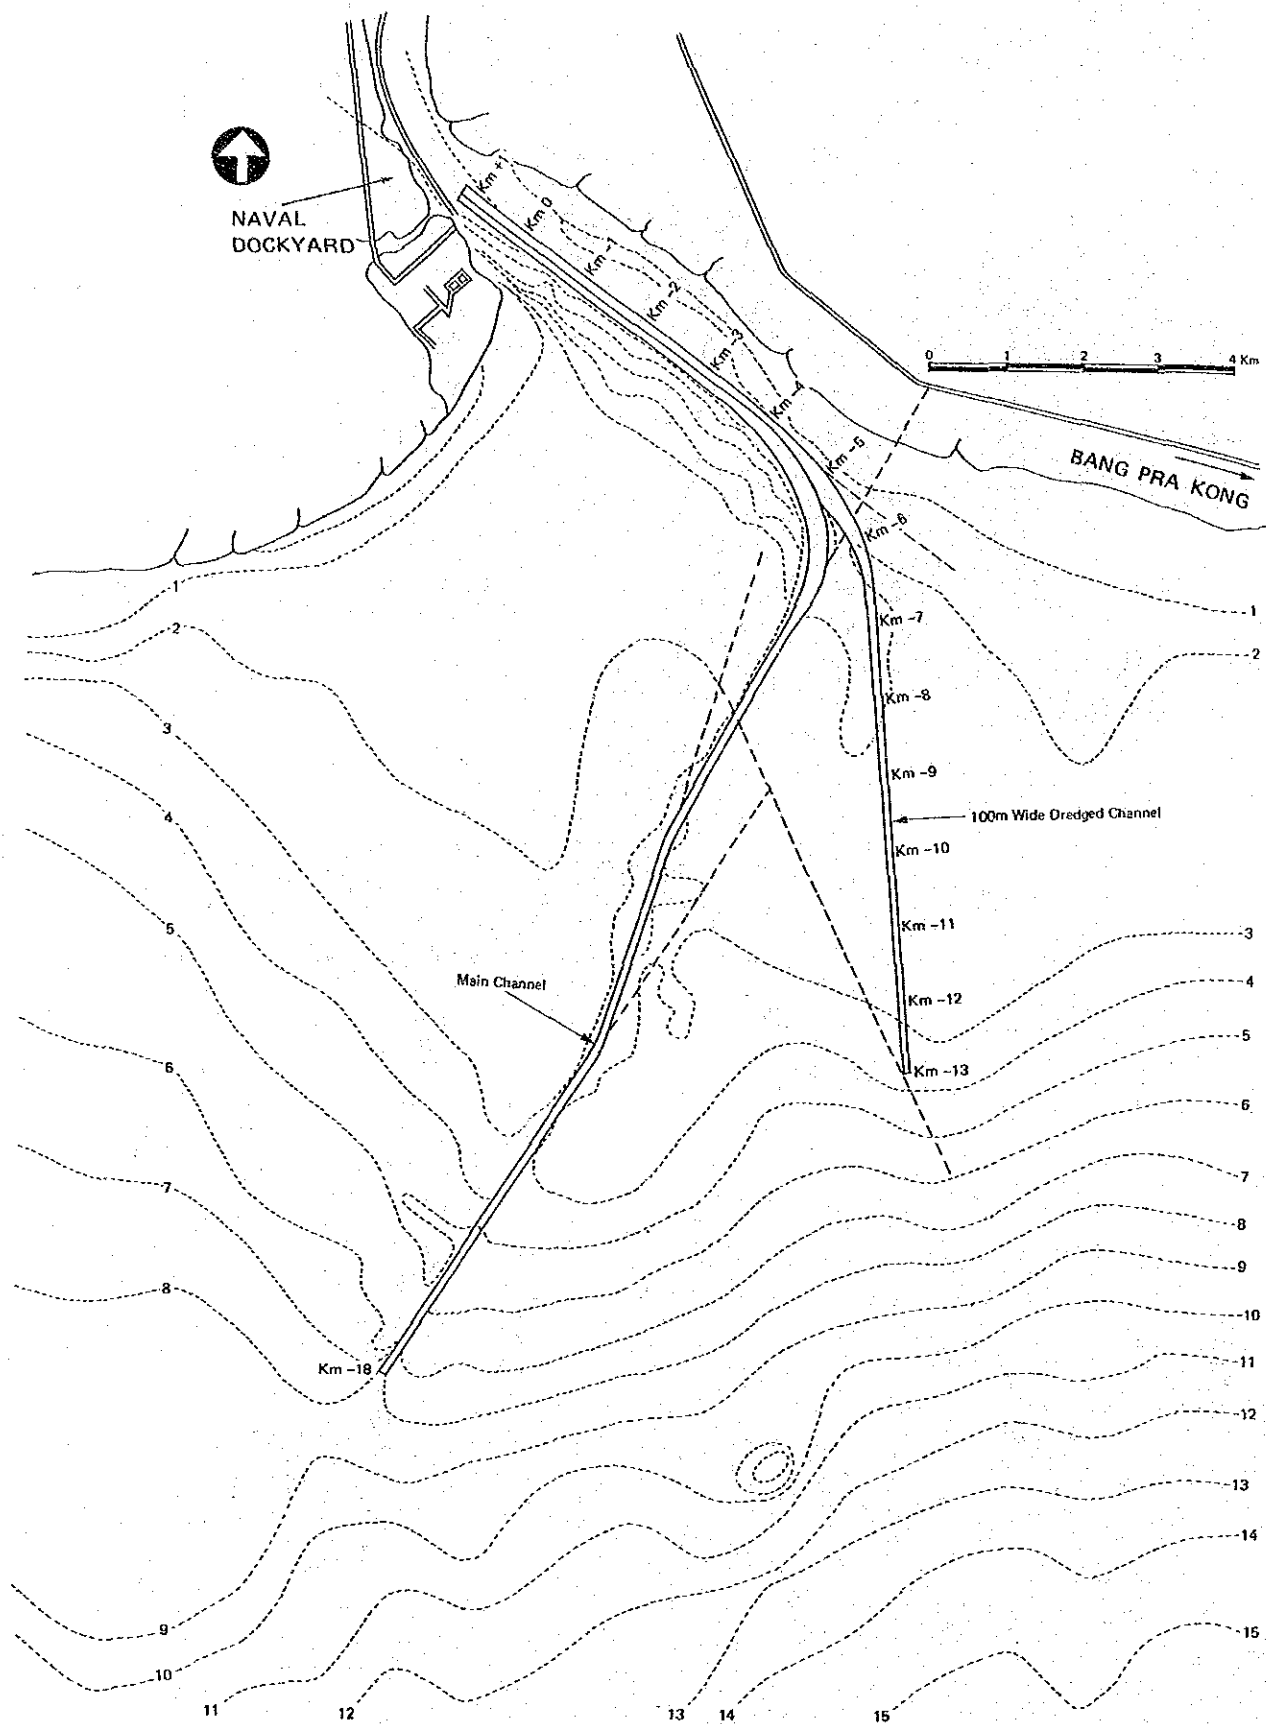 NAVAL
DOCKYARD
Km +
Km 0
Km -1
Km -2
Km -3
Km -4
Km -5
Km -6
0 1 2 3 4 Km
BANG PRA KONG
1
1
2
Km -7
2
Km -8
3
Km -9
4
100m Wide Dredged Channel
Km -10
5
Km -11
3
Main Channel
4
Km -12
5
6
Km -13
6
7
7
8
8
9
10
Km -18
11
12
13
14
9
15
10
11
12
13
14
15